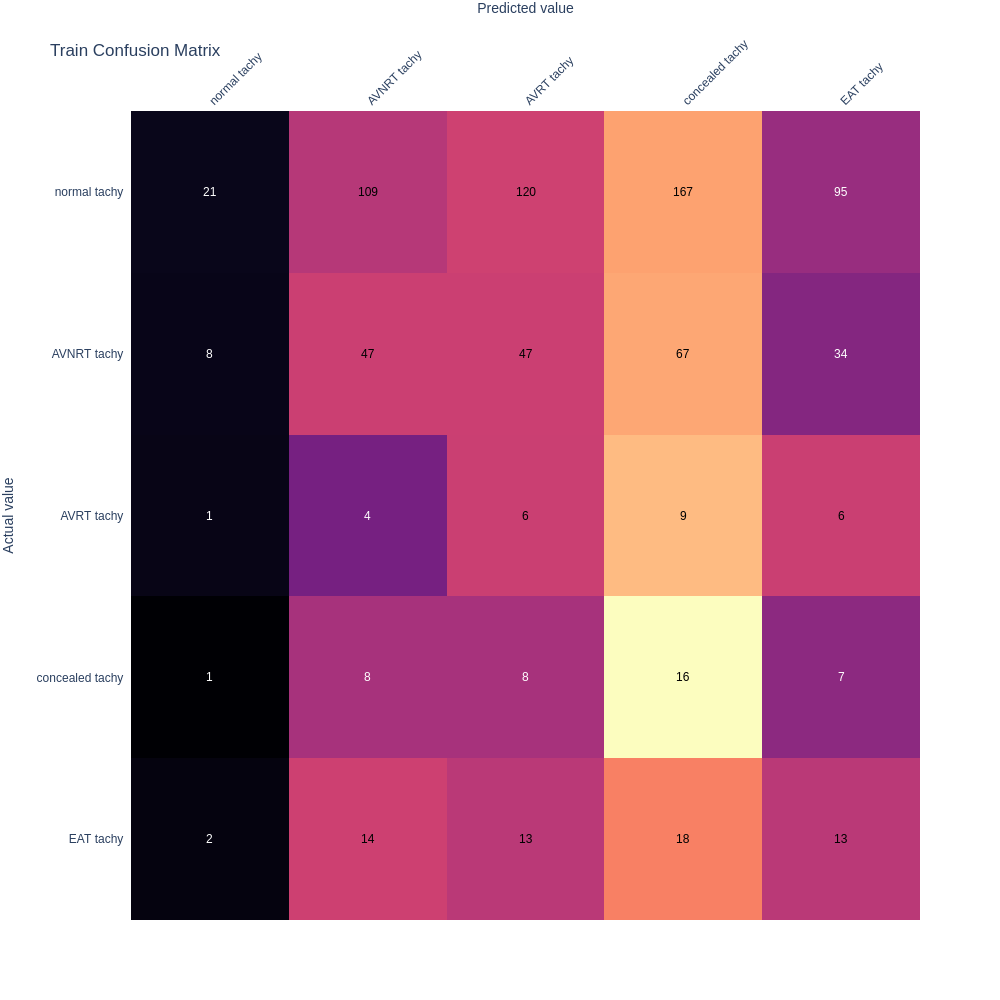 Predicted value
Train Confusion Matrix
normal tachy AVNRT tachy AVRT tachy concealed tachy EAT tachy
normal tachy 21 109 120 167 95
AVNRT tachy 8 47 47 67 34
AVRT tachy 1 4 6 9 6
Actual value
concealed tachy 1 8 8 16 7
EAT tachy 2 14 13 18 13